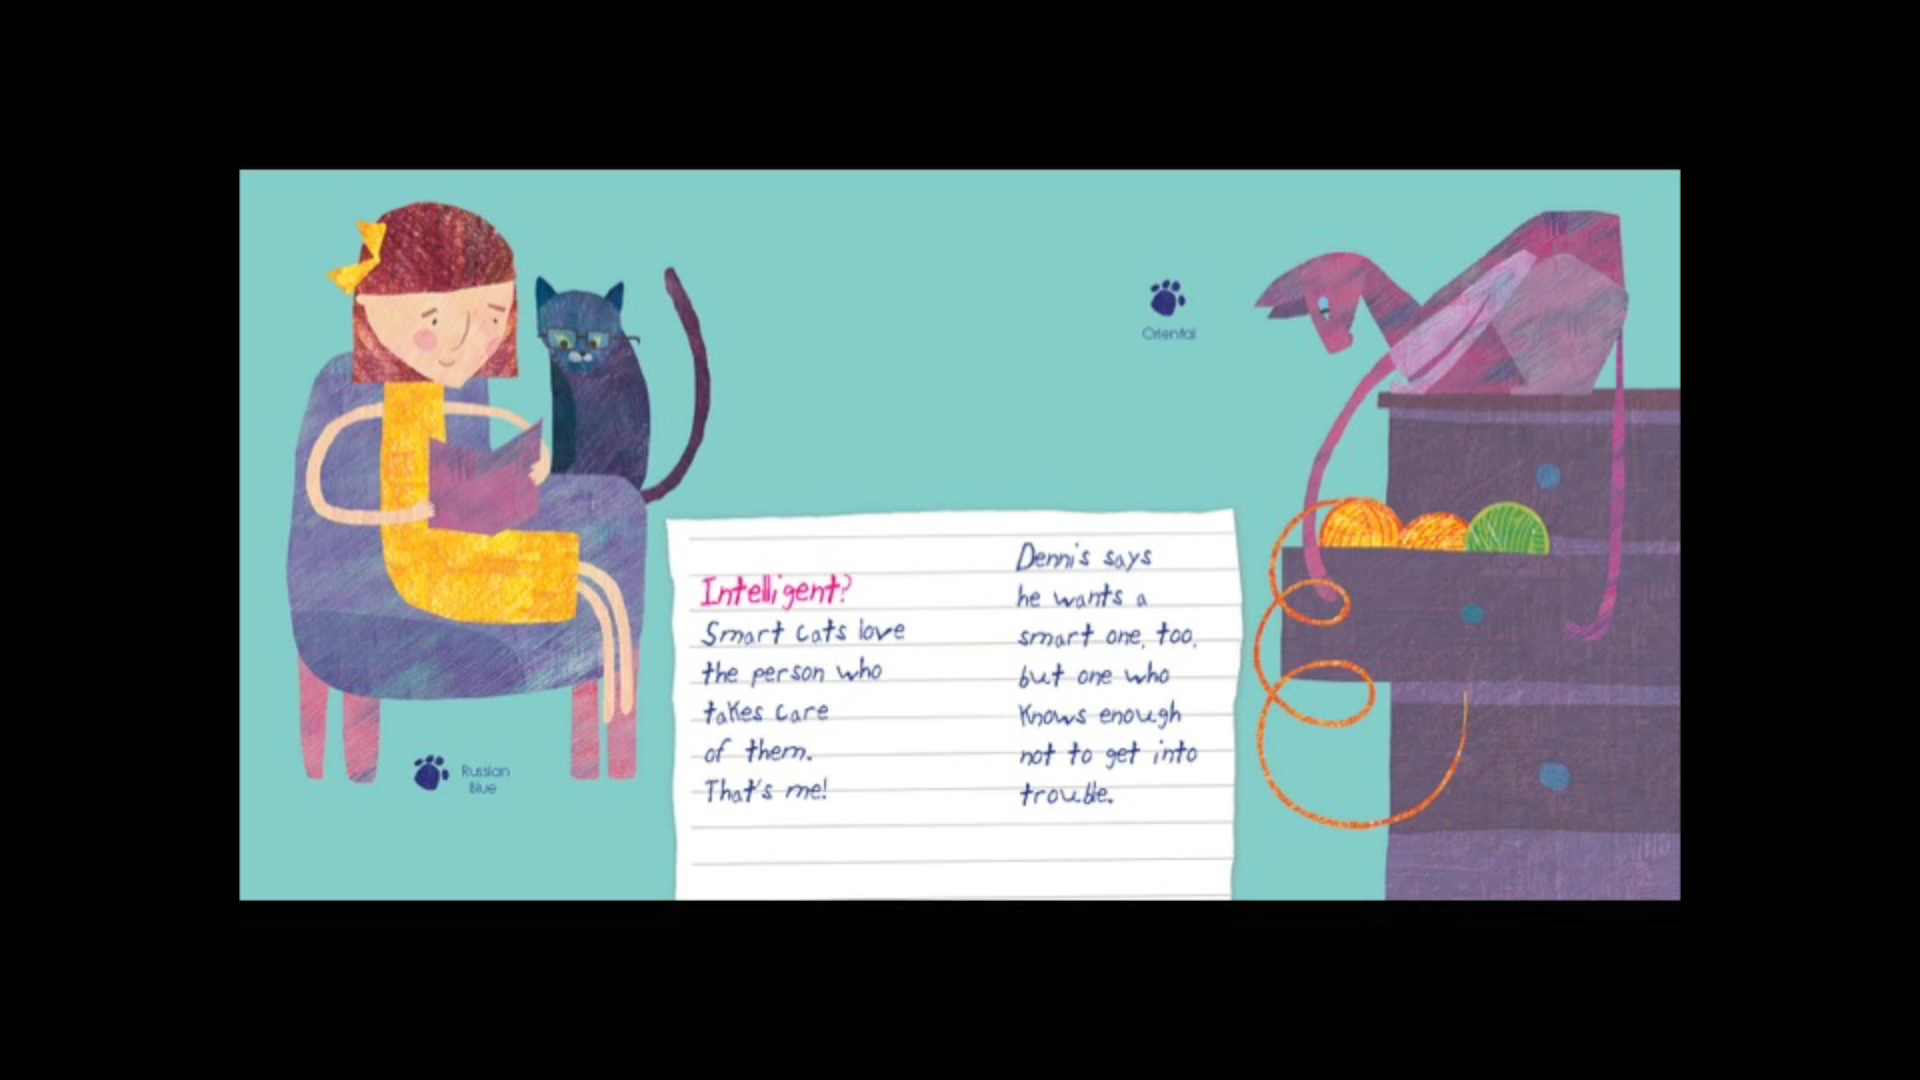 Oriental
Intelligent?
Smart cats love
the person who
takes care
of them.
That's me!
Dennis says
he wants a
smart one, too,
but one who
knows enough
not to get into
trouble.
Russian
Blue